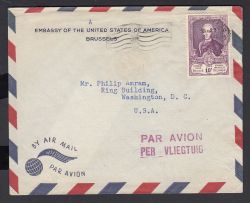 A
EMBASSY OF THE UNITED STATES OF AMERICA
BRUSSELS
Mr. Philip Amram,
Ring Building,
Washington, D. C.
U.S.A.
BY AIR MAIL
PAR AVION
PAR AVION
PER VLIEGTUIG